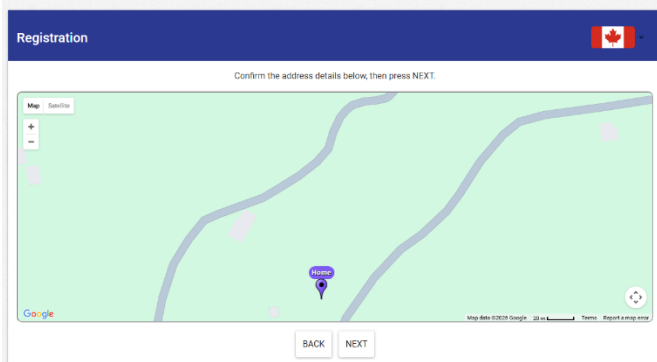 Registration
Confirm the address details below, then press NEXT.
Map Satellite
+
−
Home
Google
Map data ©2025 Google 20 m Terms Report a map error
BACK NEXT